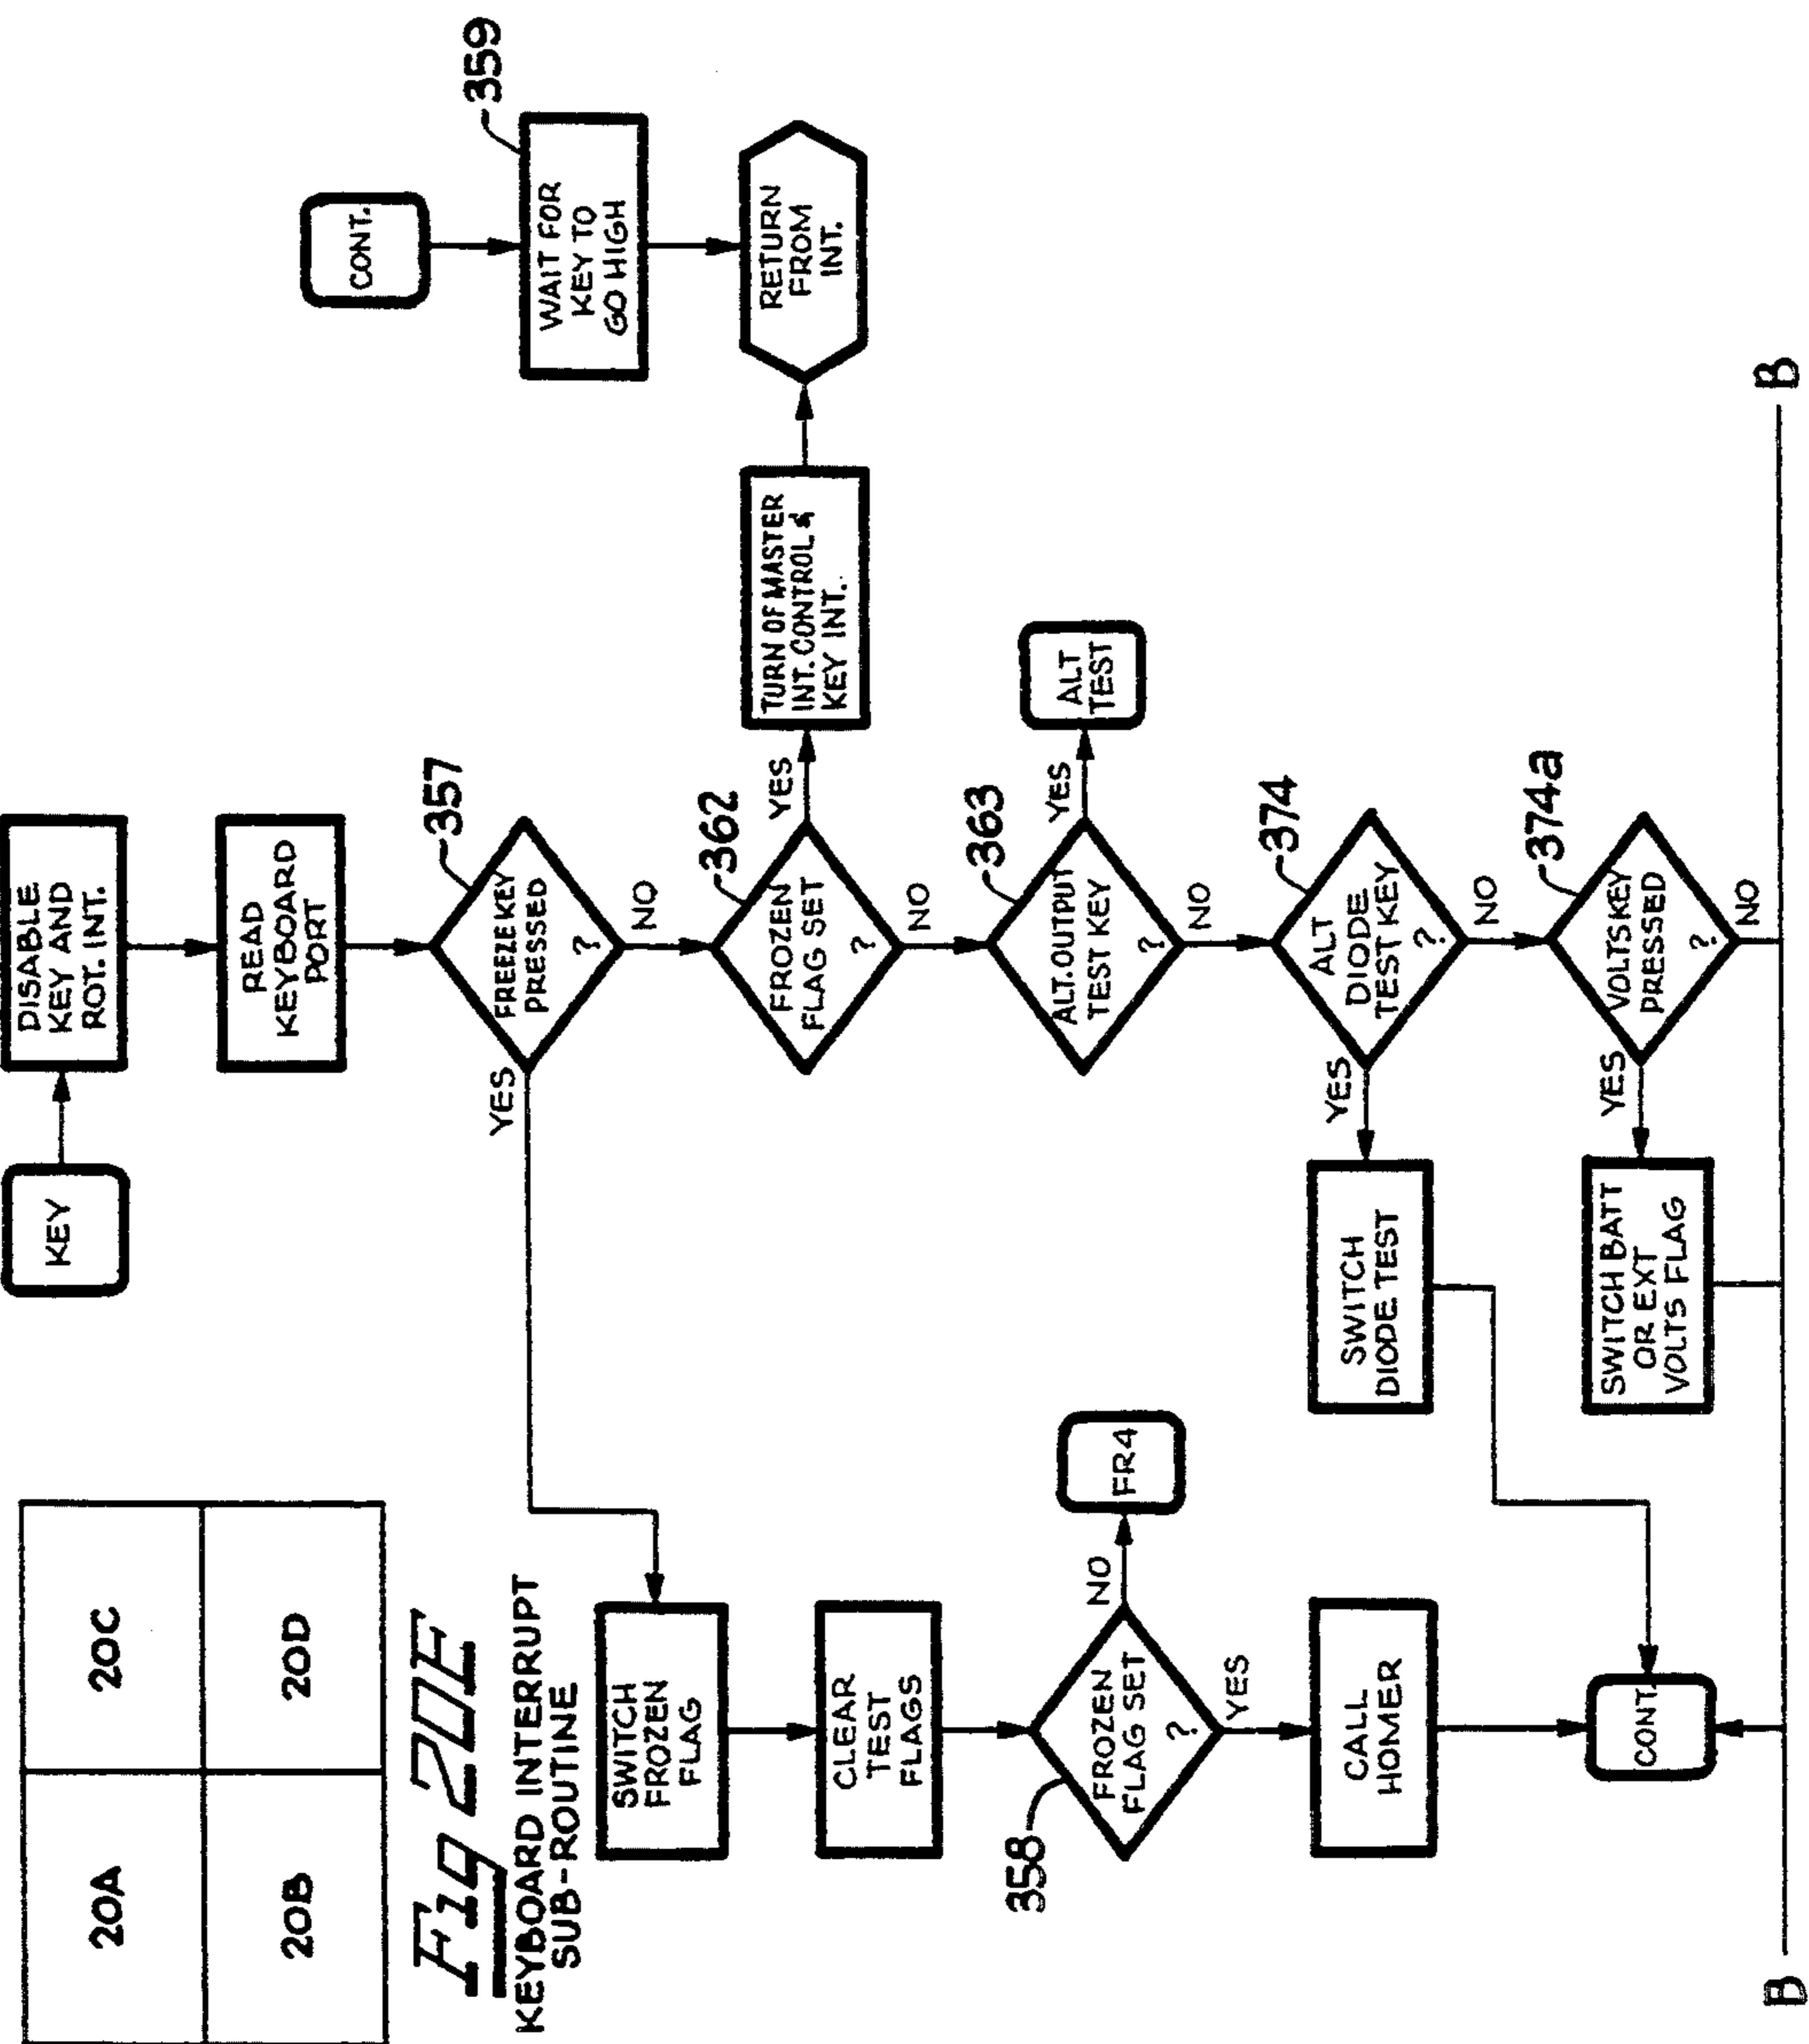 20A
20C
20B
20D
Fig 20E
KEYBOARD INTERRUPT
SUB-ROUTINE
KEY
DISABLE
KEY AND
ROT. INT.
READ
KEYBOARD
PORT
357
FREEZE KEY
PRESSED
?
YES
NO
SWITCH
FROZEN
FLAG
CLEAR
TEST
FLAGS
358
FROZEN
FLAG SET
?
NO
FR4
YES
CALL
HOMER
CONT.
362
FROZEN
FLAG SET
?
YES
TURN OF MASTER
INT. CONTROL &
KEY INT.
NO
CONT.
359
WAIT FOR
KEY TO
GO HIGH
RETURN
FROM
INT.
363
ALT. OUTPUT
TEST KEY
?
YES
ALT
TEST
NO
374
ALT
DIODE
TEST KEY
?
YES
SWITCH
DIODE TEST
NO
374a
VOLTS KEY
PRESSED
?
YES
SWITCH BATT
OR EXT
VOLTS FLAG
NO
B
B